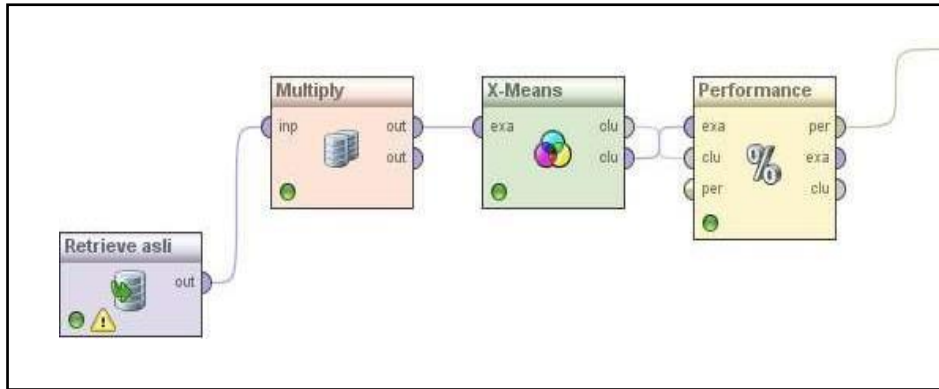 Multiply
inp
out
out
X-Means
exa
clu
clu
Performance
exa
clu
per
per
exa
clu
%
Retrieve asli
out